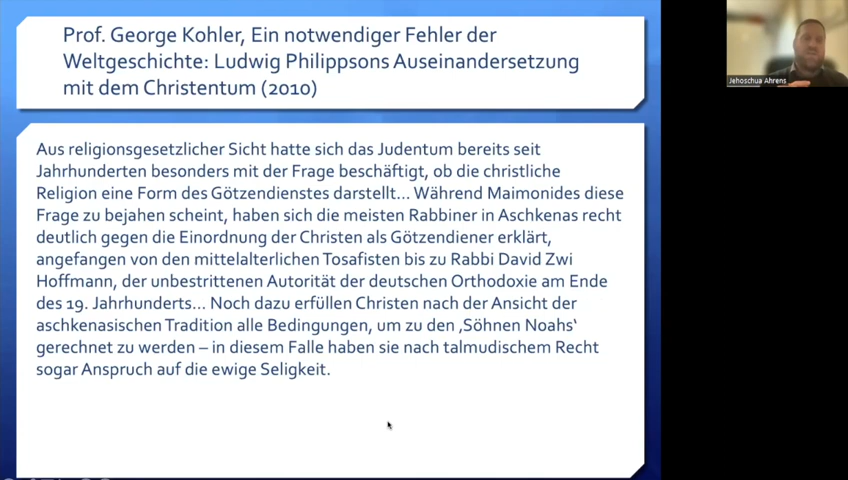 Prof. George Kohler, Ein notwendiger Fehler der
Weltgeschichte: Ludwig Philippsons Auseinandersetzung
mit dem Christentum (2010)
Aus religionsgesetzlicher Sicht hatte sich das Judentum bereits seit
Jahrhunderten besonders mit der Frage beschäftigt, ob die christliche
Religion eine Form des Götzendienstes darstellt... Während Maimonides diese
Frage zu bejahen scheint, haben sich die meisten Rabbiner in Aschkenas recht
deutlich gegen die Einordnung der Christen als Götzendiener erklärt,
angefangen von den mittelalterlichen Tosafisten bis zu Rabbi David Zwi
Hoffmann, der unbestrittenen Autorität der deutschen Orthodoxie am Ende
des 19. Jahrhunderts... Noch dazu erfüllen Christen nach der Ansicht der
aschkenasischen Tradition alle Bedingungen, um zu den ‚Söhnen Noahs‘
gerechnet zu werden – in diesem Falle haben sie nach talmudischem Recht
sogar Anspruch auf die ewige Seligkeit.
Jehoschua Ahrens